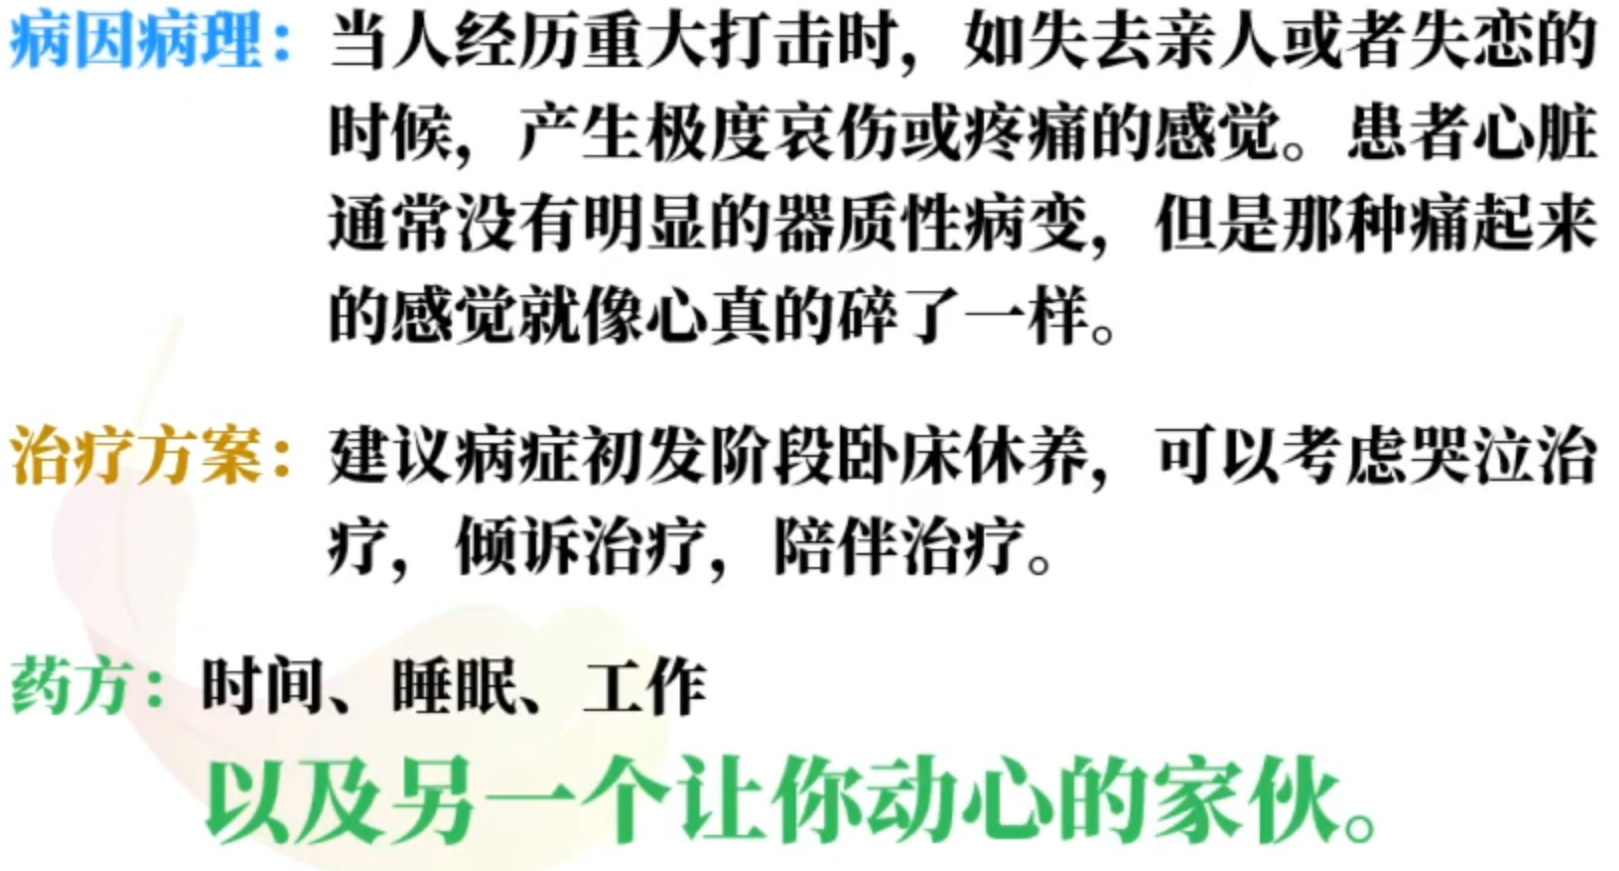 病因病理：当人经历重大打击时，如失去亲人或者失恋的
时候，产生极度哀伤或疼痛的感觉。患者心脏
通常没有明显的器质性病变，但是那种痛起来
的感觉就像心真的碎了一样。
治疗方案：建议病症初发阶段卧床休养，可以考虑哭泣治
疗，倾诉治疗，陪伴治疗。
药方：时间、睡眠、工作
以及另一个让你动心的家伙。